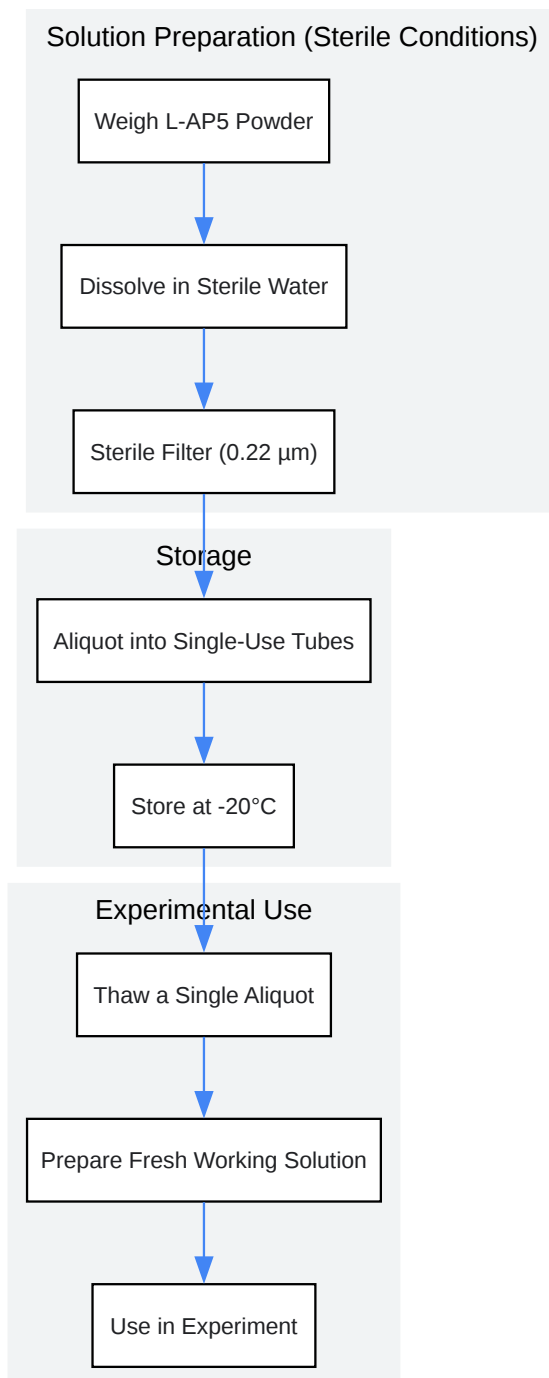 Solution Preparation (Sterile Conditions)
Weigh L-AP5 Powder
Dissolve in Sterile Water
Sterile Filter (0.22 µm)
Storage
Aliquot into Single-Use Tubes
Store at -20°C
Experimental Use
Thaw a Single Aliquot
Prepare Fresh Working Solution
Use in Experiment